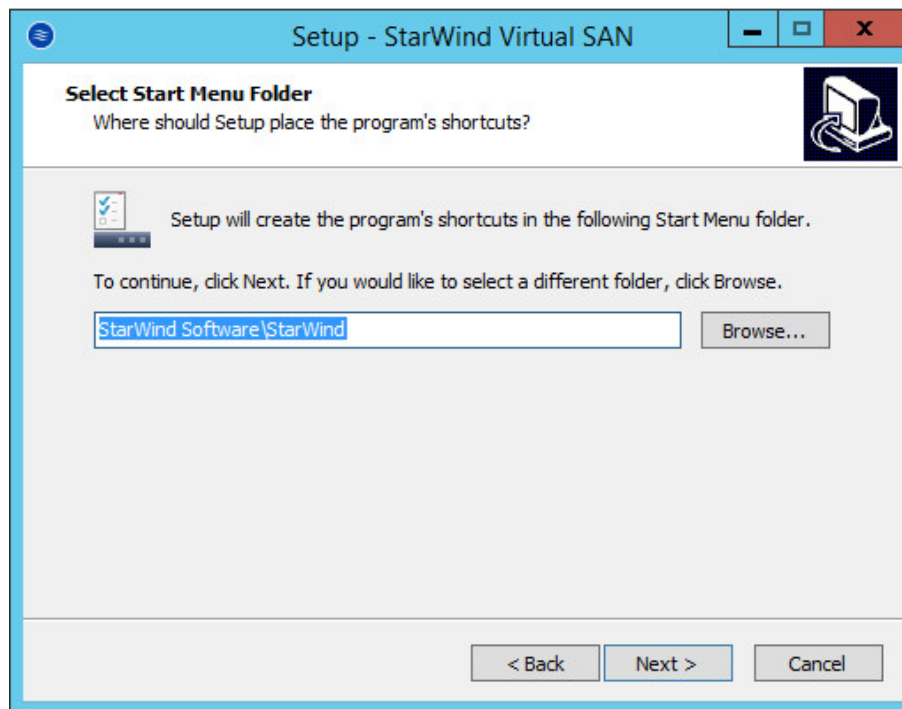 Setup - StarWind Virtual SAN
Select Start Menu Folder
Where should Setup place the program's shortcuts?
Setup will create the program's shortcuts in the following Start Menu folder.
To continue, click Next. If you would like to select a different folder, click Browse.
StarWind Software\StarWind
Browse...
< Back
Next >
Cancel